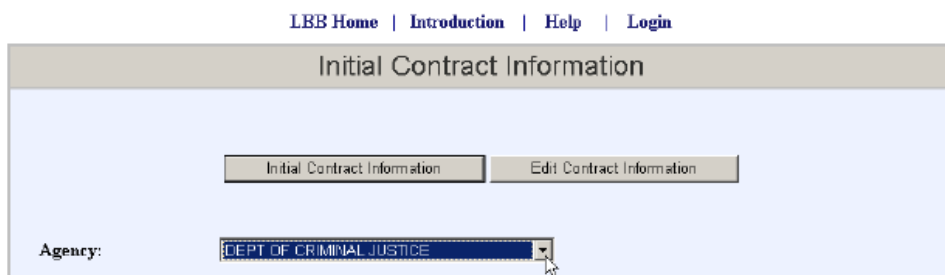 LBB Home | Introduction | Help | Login
Initial Contract Information
Initial Contract Information Edit Contract Information
Agency: DEPT OF CRIMINAL JUSTICE